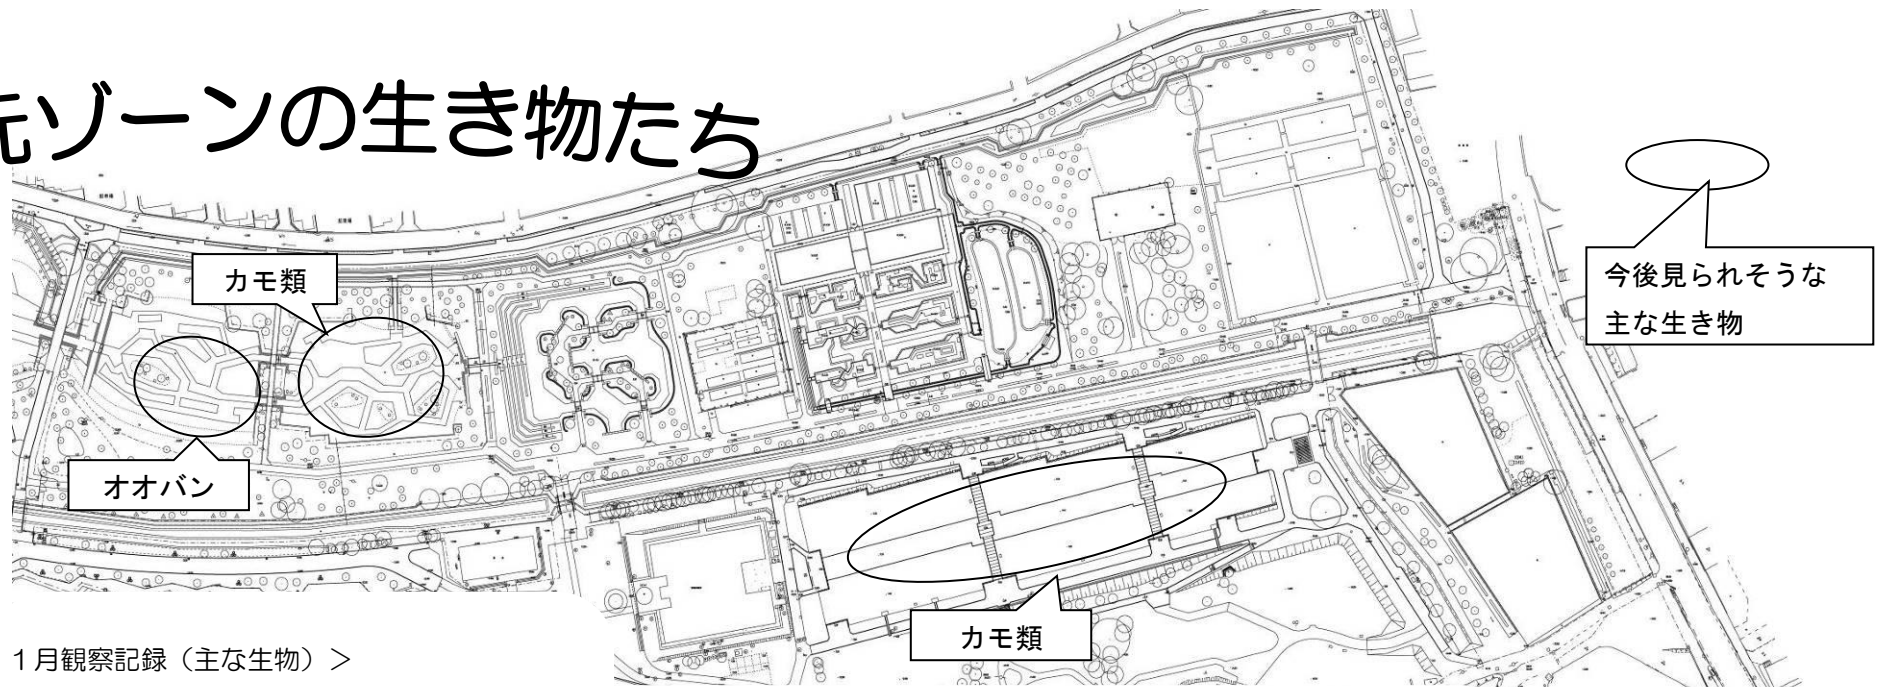 ゾーンの生き物たち
カモ類
今後見られそうな
主な生き物
オオバン
カモ類
1月観察記録（主な生物）＞